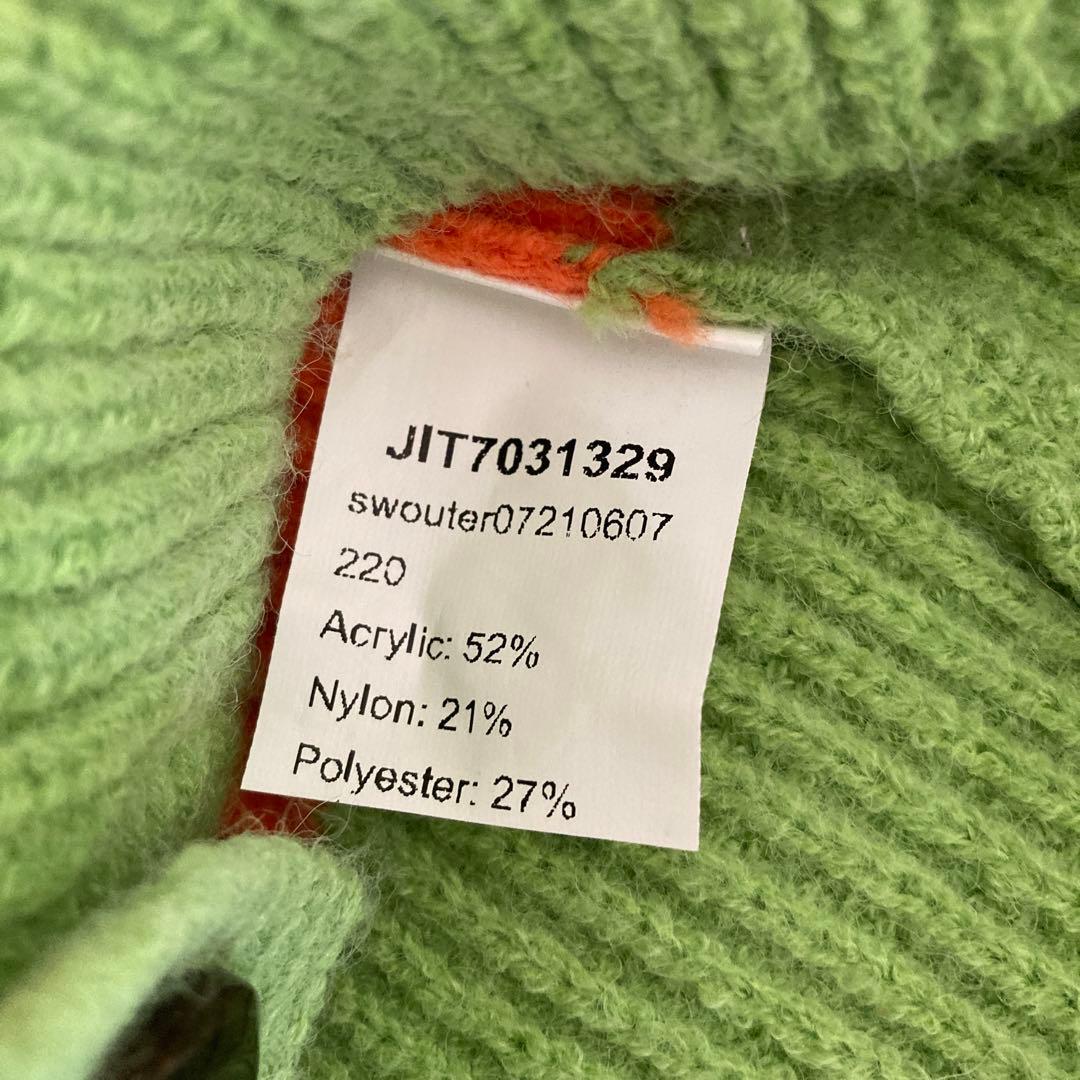 JIT7031329
swouter07210607
220
Acrylic: 52%
Nylon: 21%
Polyester: 27%